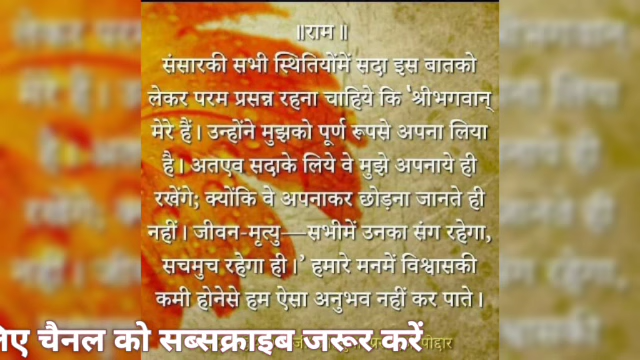 ॥राम॥
संसारकी सभी स्थितियोंमें सदा इस बातको
लेकर परम प्रसन्न रहना चाहिये कि 'श्रीभगवान्
मेरे हैं। उन्होंने मुझको पूर्ण रूपसे अपना लिया
है। अतएव सदाके लिये वे मुझे अपनाये ही
रखेंगे; क्योंकि वे अपनाकर छोड़ना जानते ही
नहीं। जीवन-मृत्यु—सभीमें उनका संग रहेगा,
सचमुच रहेगा ही।' हमारे मनमें विश्वासकी
कमी होनेसे हम ऐसा अनुभव नहीं कर पाते।
चैनल को सब्सक्राइब जरूर करें